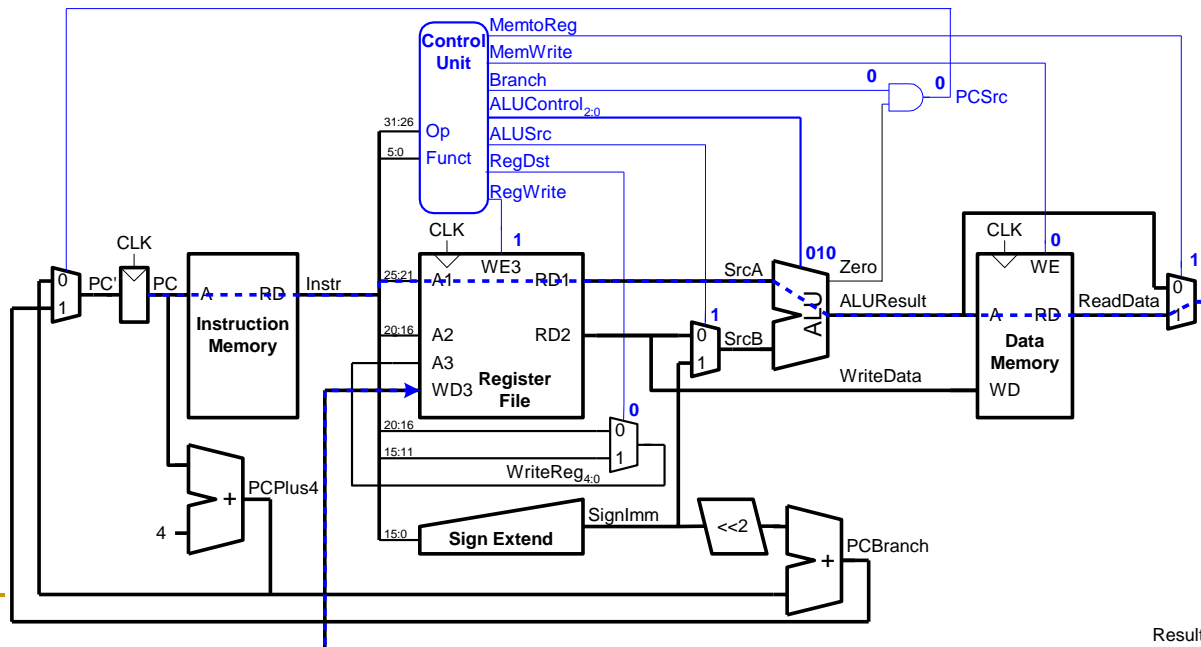 MemtoReg
Control
Unit
MemWrite
Branch
0
0
PCSrc
ALUControl2:0
31:26
Op
ALUSrc
5:0
Funct
RegDst
RegWrite
CLK
CLK
CLK
1
010
0
1
WE3
WE
Zero
0
1
PC'
PC
A
RD
Instr
25:21
A1
RD1
SrcA
ALU
ALUResult
A
RD
ReadData
0
1
Instruction
Memory
20:16
A2
RD2
1
0
1
SrcB
Data
Memory
A3
WD3
Register
File
WriteData
WD
0
20:16
0
15:11
1
WriteReg4:0
PCPlus4
+
4
15:0
Sign Extend
SignImm
<<2
+
PCBranch
Result